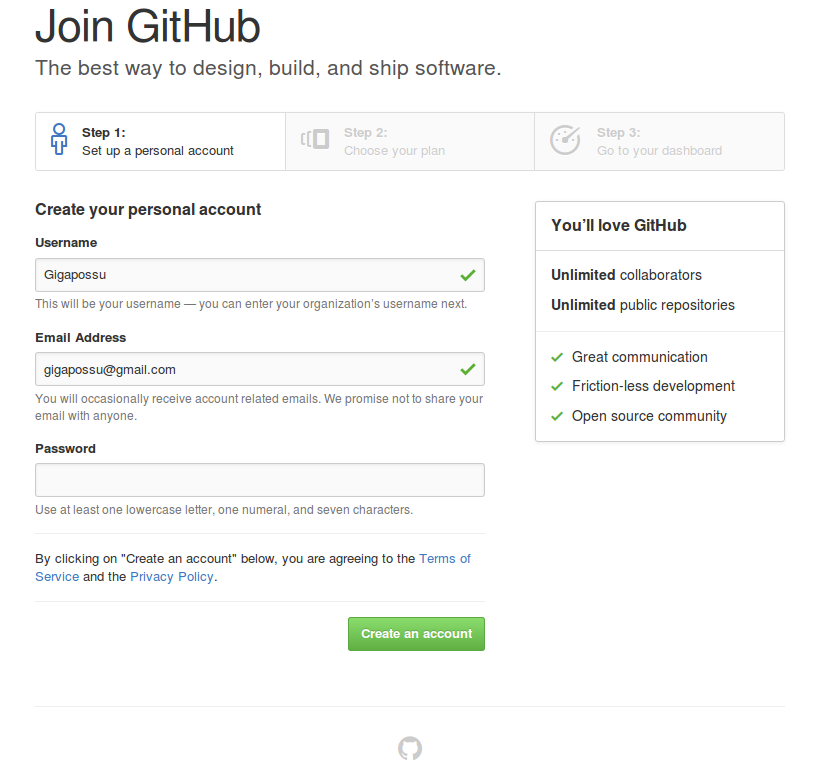 Join GitHub
The best way to design, build, and ship software.
Step 1:
Set up a personal account
Step 2:
Choose your plan
Step 3:
Go to your dashboard
Create your personal account
Username
Gigapossu
This will be your username — you can enter your organization's username next.
Email Address
gigapossu@gmail.com
You will occasionally receive account related emails. We promise not to share your
email with anyone.
Password
Use at least one lowercase letter, one numeral, and seven characters.
By clicking on "Create an account" below, you are agreeing to the Terms of
Service and the Privacy Policy.
Create an account
You'll love GitHub
Unlimited collaborators
Unlimited public repositories
Great communication
Friction-less development
Open source community